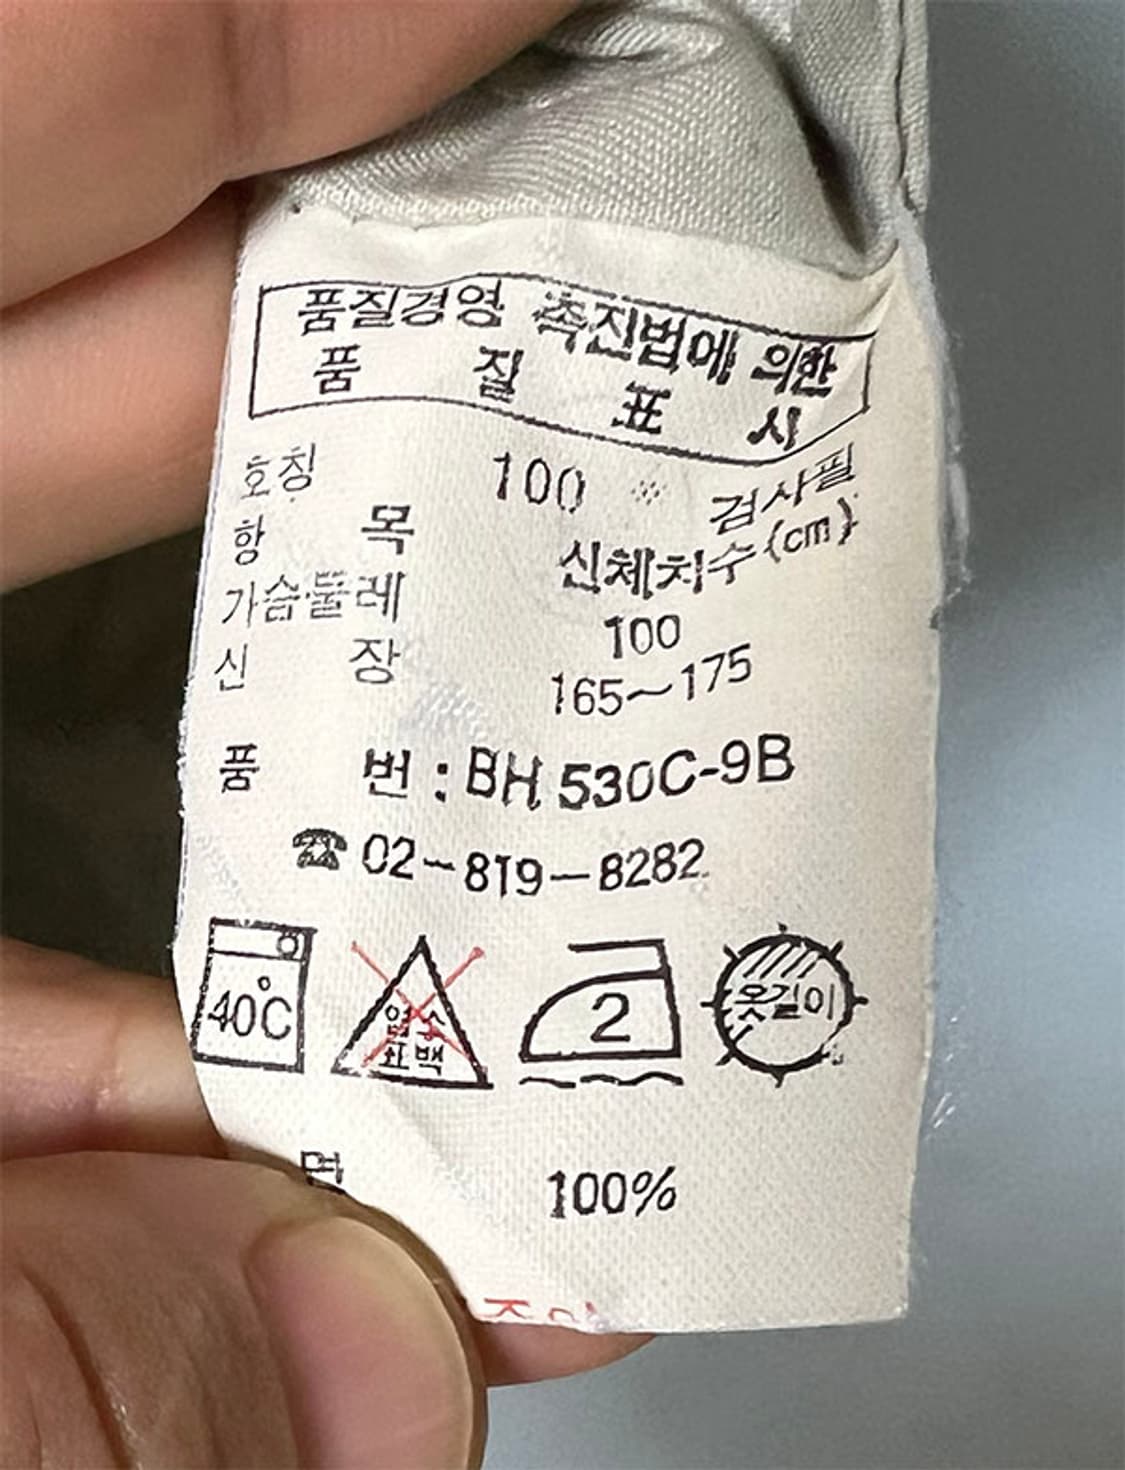 품질경영 촉진법에 의한
품 질 표 시
호칭 100 검사필
항 목 신체치수 (cm)
가슴둘레 100
신 장 165~175
품 번 : BH 530C-9B
☎ 02-819-8282
40°C
염소
표백
2
옷걸이
면 100%